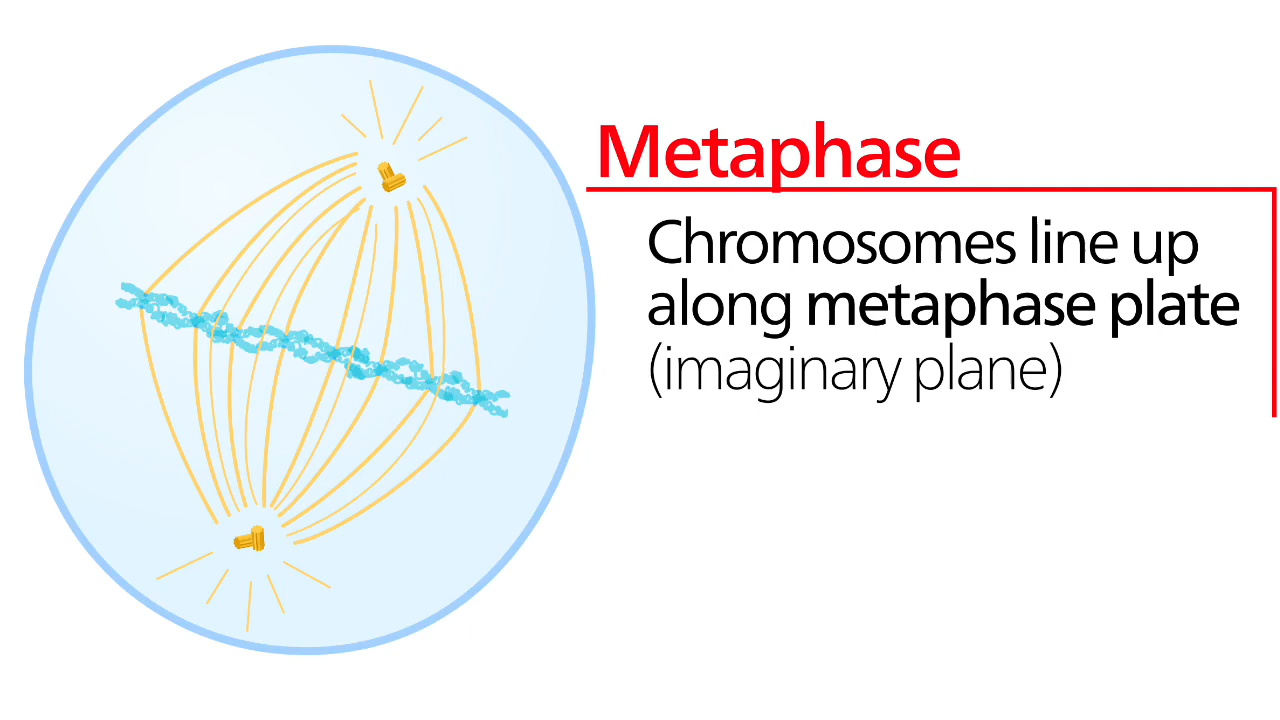 Metaphase
Chromosomes line up
along metaphase plate
(imaginary plane)